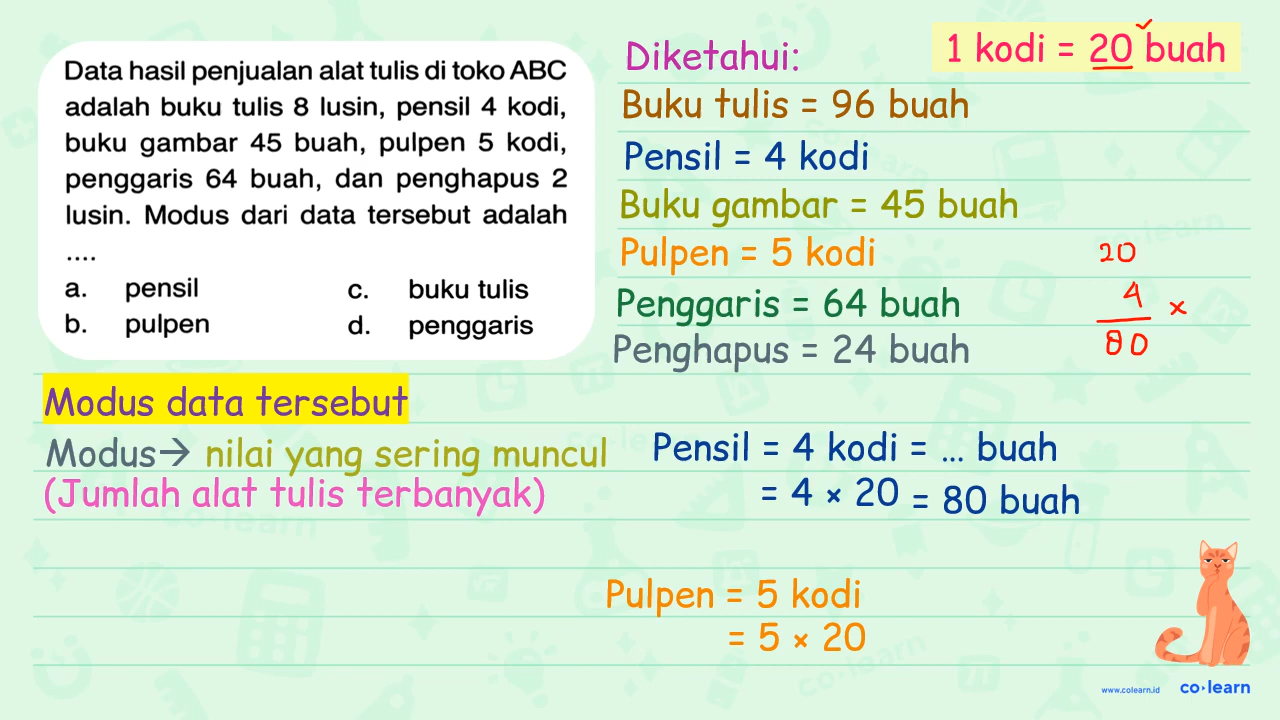 Data hasil penjualan alat tulis di toko ABC
adalah buku tulis 8 lusin, pensil 4 kodi,
buku gambar 45 buah, pulpen 5 kodi,
penggaris 64 buah, dan penghapus 2
lusin. Modus dari data tersebut adalah
....
a. pensil c. buku tulis
b. pulpen d. penggaris
Diketahui:
1 kodi = 20 buah
Buku tulis = 96 buah
Pensil = 4 kodi
Buku gambar = 45 buah
Pulpen = 5 kodi
Penggaris = 64 buah
Penghapus = 24 buah
20
4 ×
80
Modus data tersebut
Modus→ nilai yang sering muncul
(Jumlah alat tulis terbanyak)
Pensil = 4 kodi = ... buah
= 4 × 20 = 80 buah
Pulpen = 5 kodi
= 5 × 20
www.colearn.id co·learn